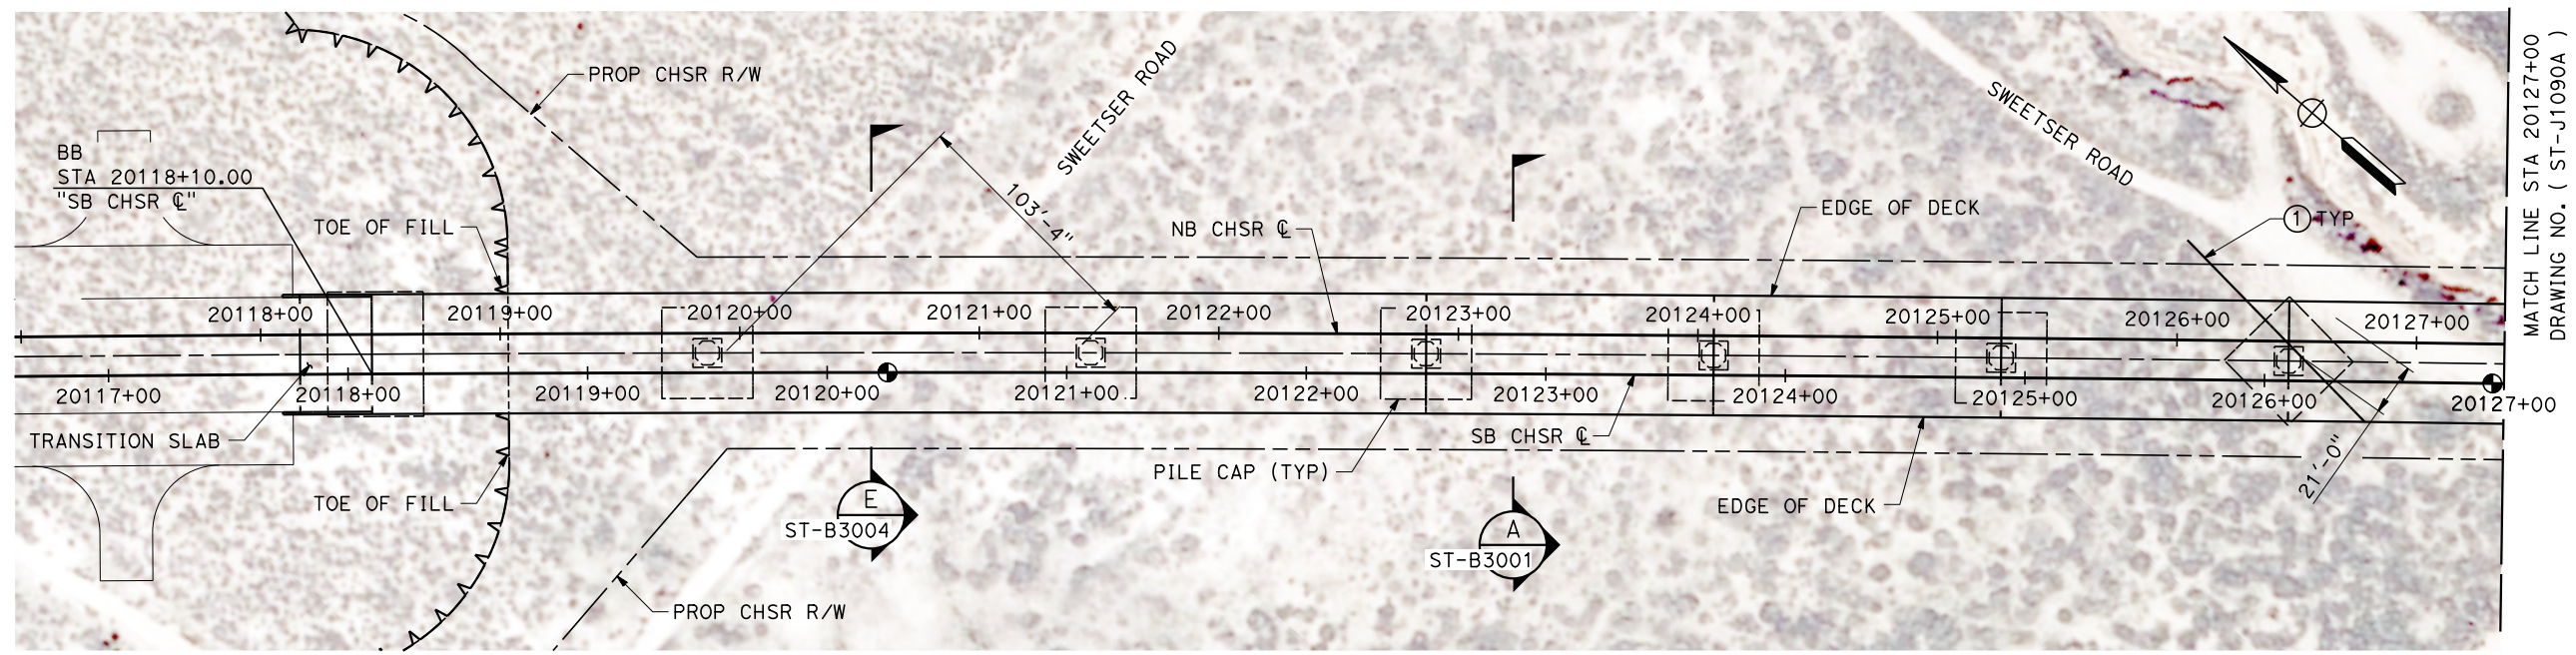 PROP CHSR R/W
SWEETSER ROAD
SWEETSER ROAD
MATCH LINE STA 20127+00
DRAWING NO. ( ST-J1090A )
BB
STA 20118+10.00
"SB CHSR ℄"
103'-4"
TOE OF FILL
NB CHSR ℄
EDGE OF DECK
1 TYP
20118+00
20119+00
20120+00
20121+00
20122+00
20123+00
20124+00
20125+00
20126+00
20127+00
20117+00
20118+00
20119+00
20120+00
20121+00
20122+00
20123+00
20124+00
20125+00
20126+00
20127+00
TRANSITION SLAB
SB CHSR ℄
PILE CAP (TYP)
21'-0"
TOE OF FILL
E
ST-B3004
A
ST-B3001
EDGE OF DECK
PROP CHSR R/W